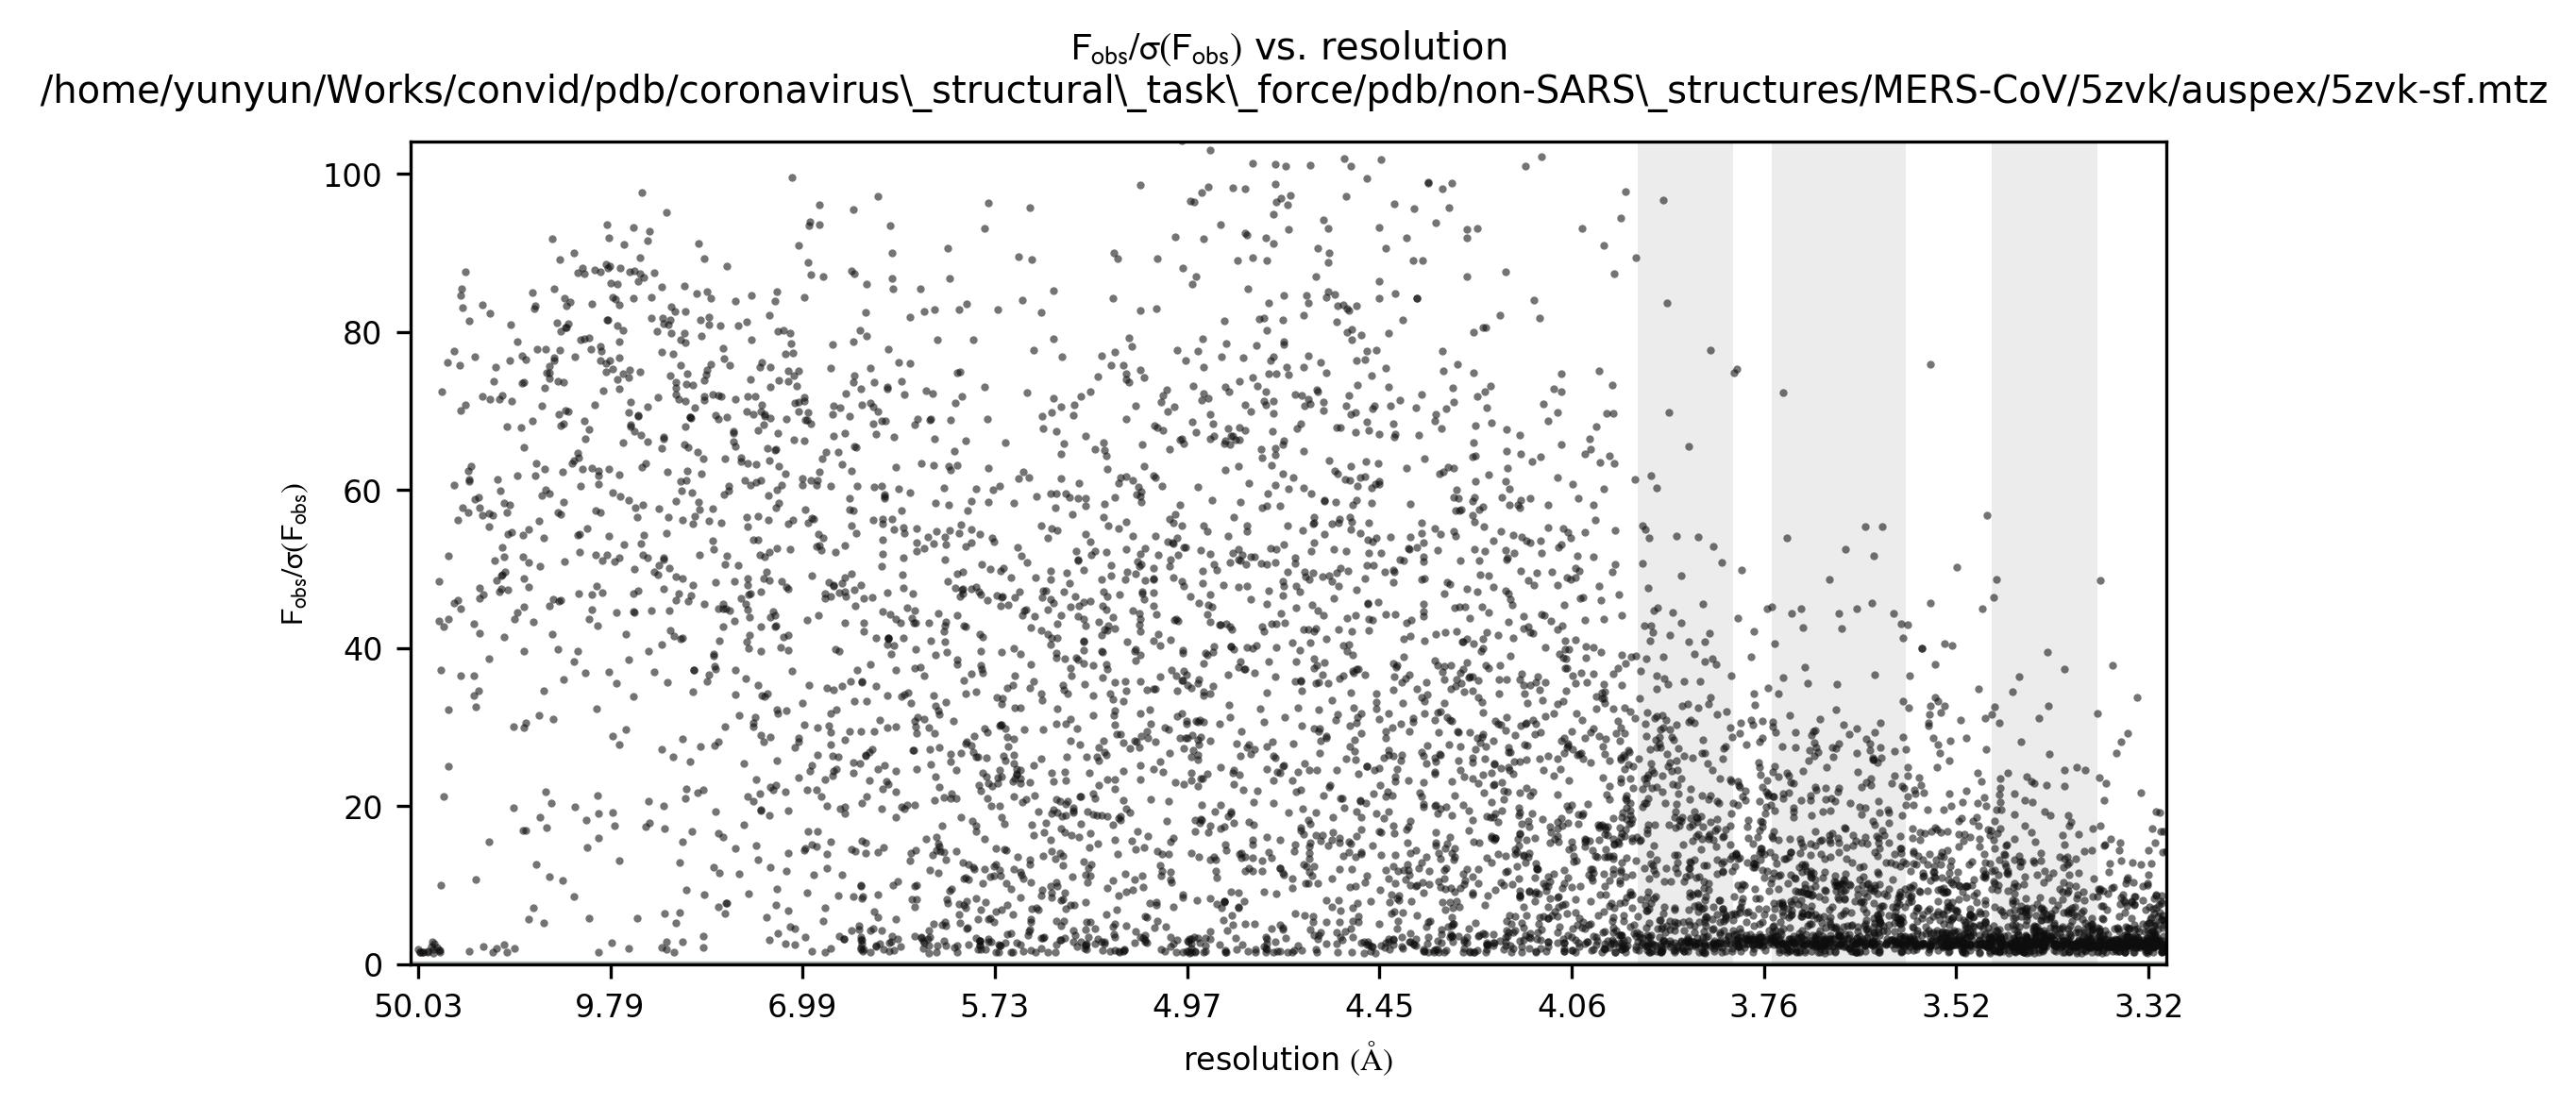 Fobs/σ(Fobs) vs. resolution
/home/yunyun/Works/convid/pdb/coronavirus\_structural\_task\_force/pdb/non-SARS\_structures/MERS-CoV/5zvk/auspex/5zvk-sf.mtz
100
80
60
40
20
0
Fobs/σ(Fobs)
50.03 9.79 6.99 5.73 4.97 4.45 4.06 3.76 3.52 3.32
resolution (Å)